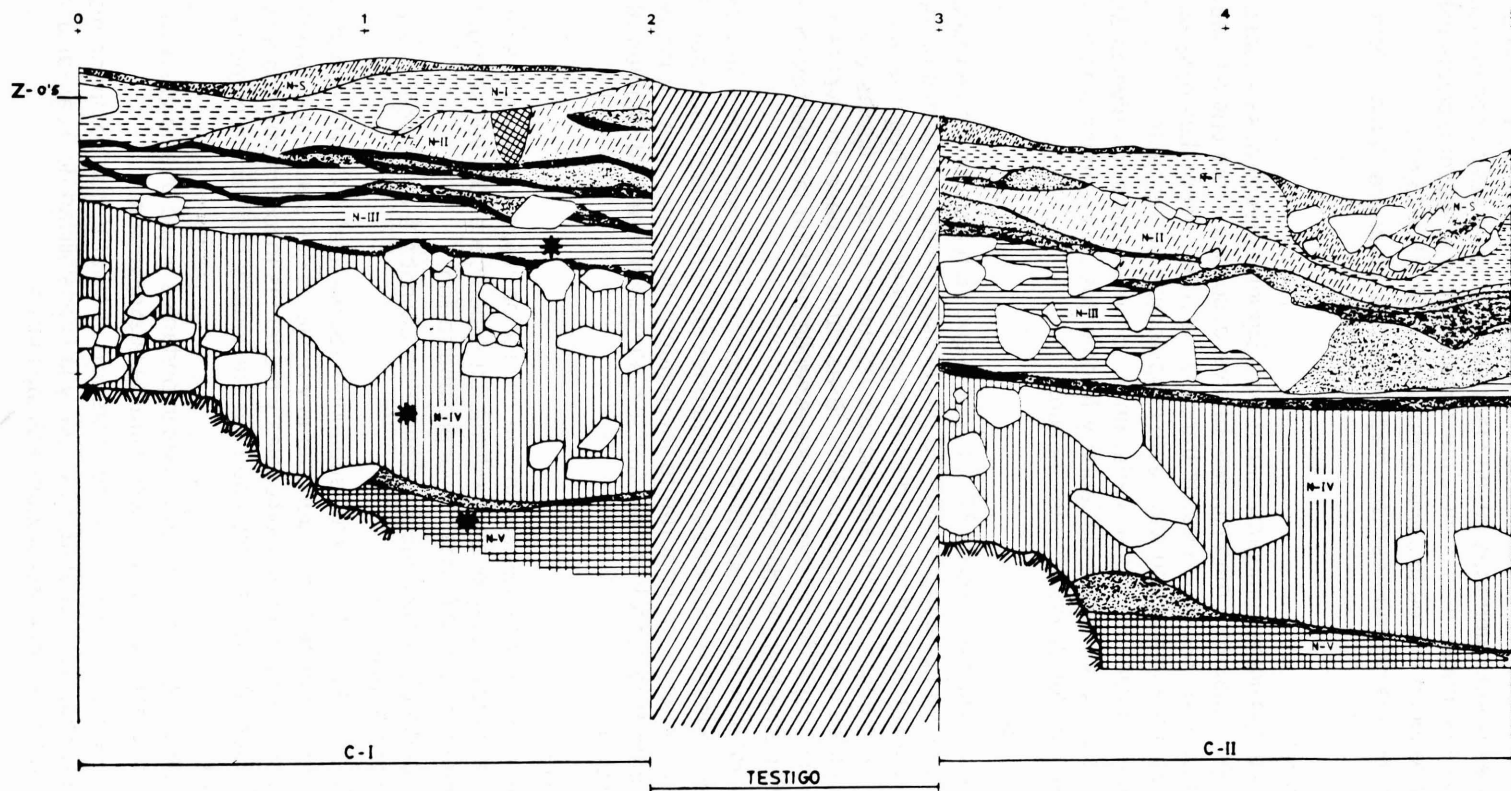 0 1 2 3 4
Z-0'5
N-S
N-I
N-II
N-III
N-IV
N-V
N-I
N-S
N-II
N-III
N-IV
N-V
C-I
C-II
TESTIGO